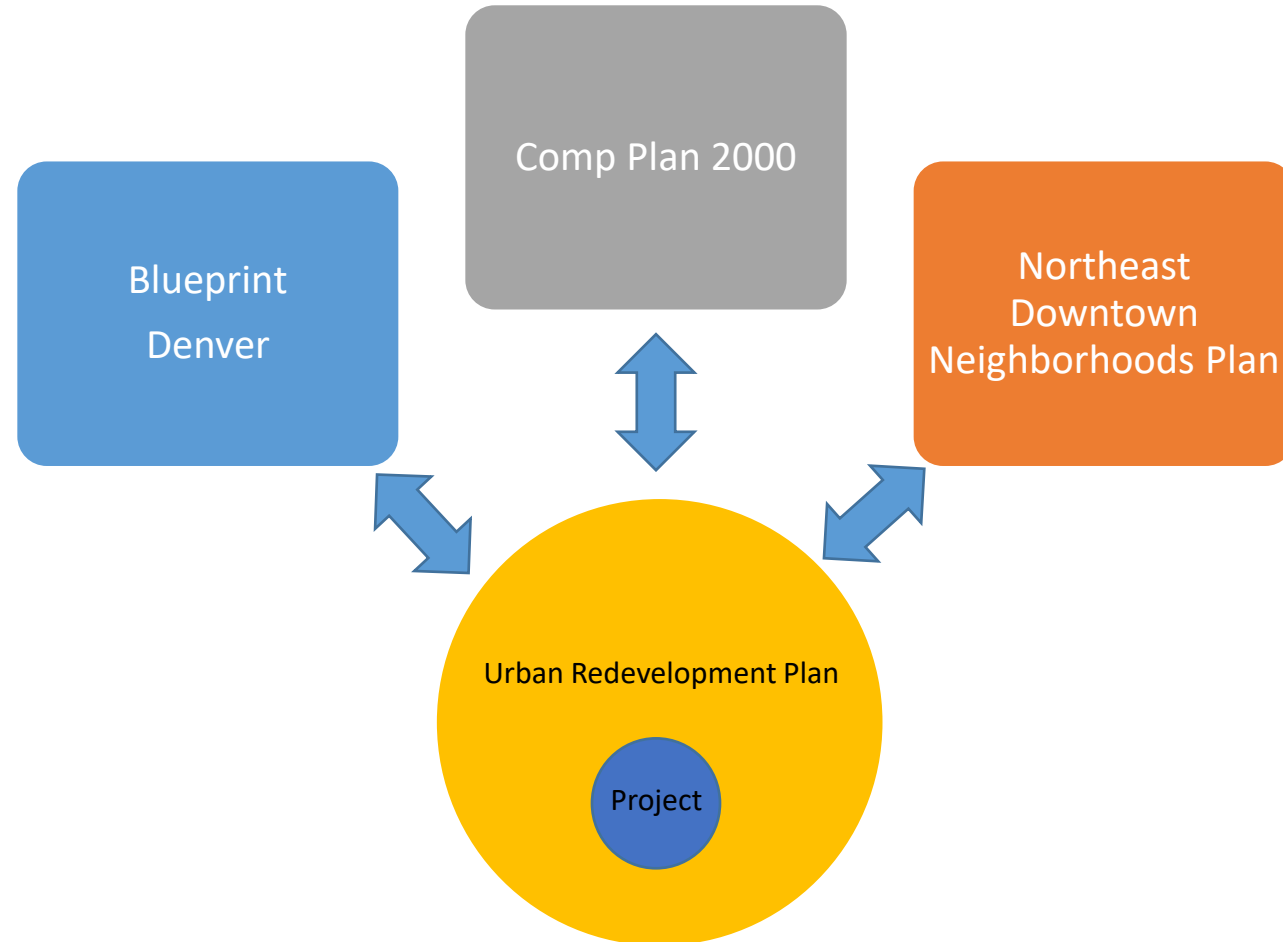 Comp Plan 2000
Blueprint
Denver
Northeast
Downtown
Neighborhoods Plan
Urban Redevelopment Plan
Project